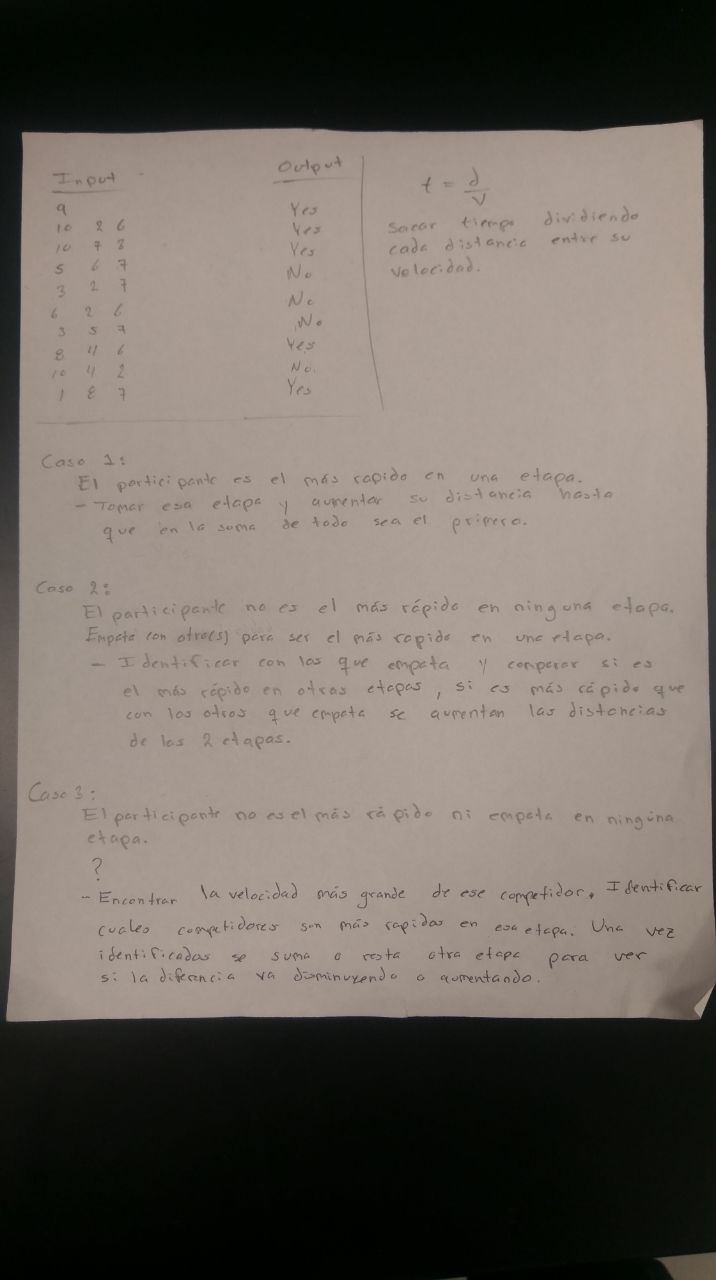 Input
Output
9
10 2 6 Yes
10 7 3 Yes
5 6 7 Yes
3 2 7 No
6 2 6 No
3 5 7 No
8 4 6 Yes
10 4 2 No.
1 8 7 Yes
t = d/v
Sacar tiempo dividiendo
cada distancia entre su
velocidad.
Caso 1:
El participante es el más rapido en una etapa.
- Tomar esa etapa y aumentar su distancia hasta
que en la suma de todo sea el primero.
Caso 2:
El participante no es el más rápido en ninguna etapa.
Empata con otro(s) para ser el más rapido en una etapa.
- Identificar con los que empata y comparar si es
el más rápido en otras etapas, si es más rápido que
con los otros que empata se aumentan las distancias
de las 2 etapas.
Caso 3:
El participante no es el más rápido ni empata en ningúna
etapa.
?
- Encontrar la velocidad más grande de ese competidor. Identificar
cuales competidores son más rapidos en esa etapa. Una vez
identificados se suma o resta otra etapa para ver
si la diferencia va disminuyendo o aumentando.